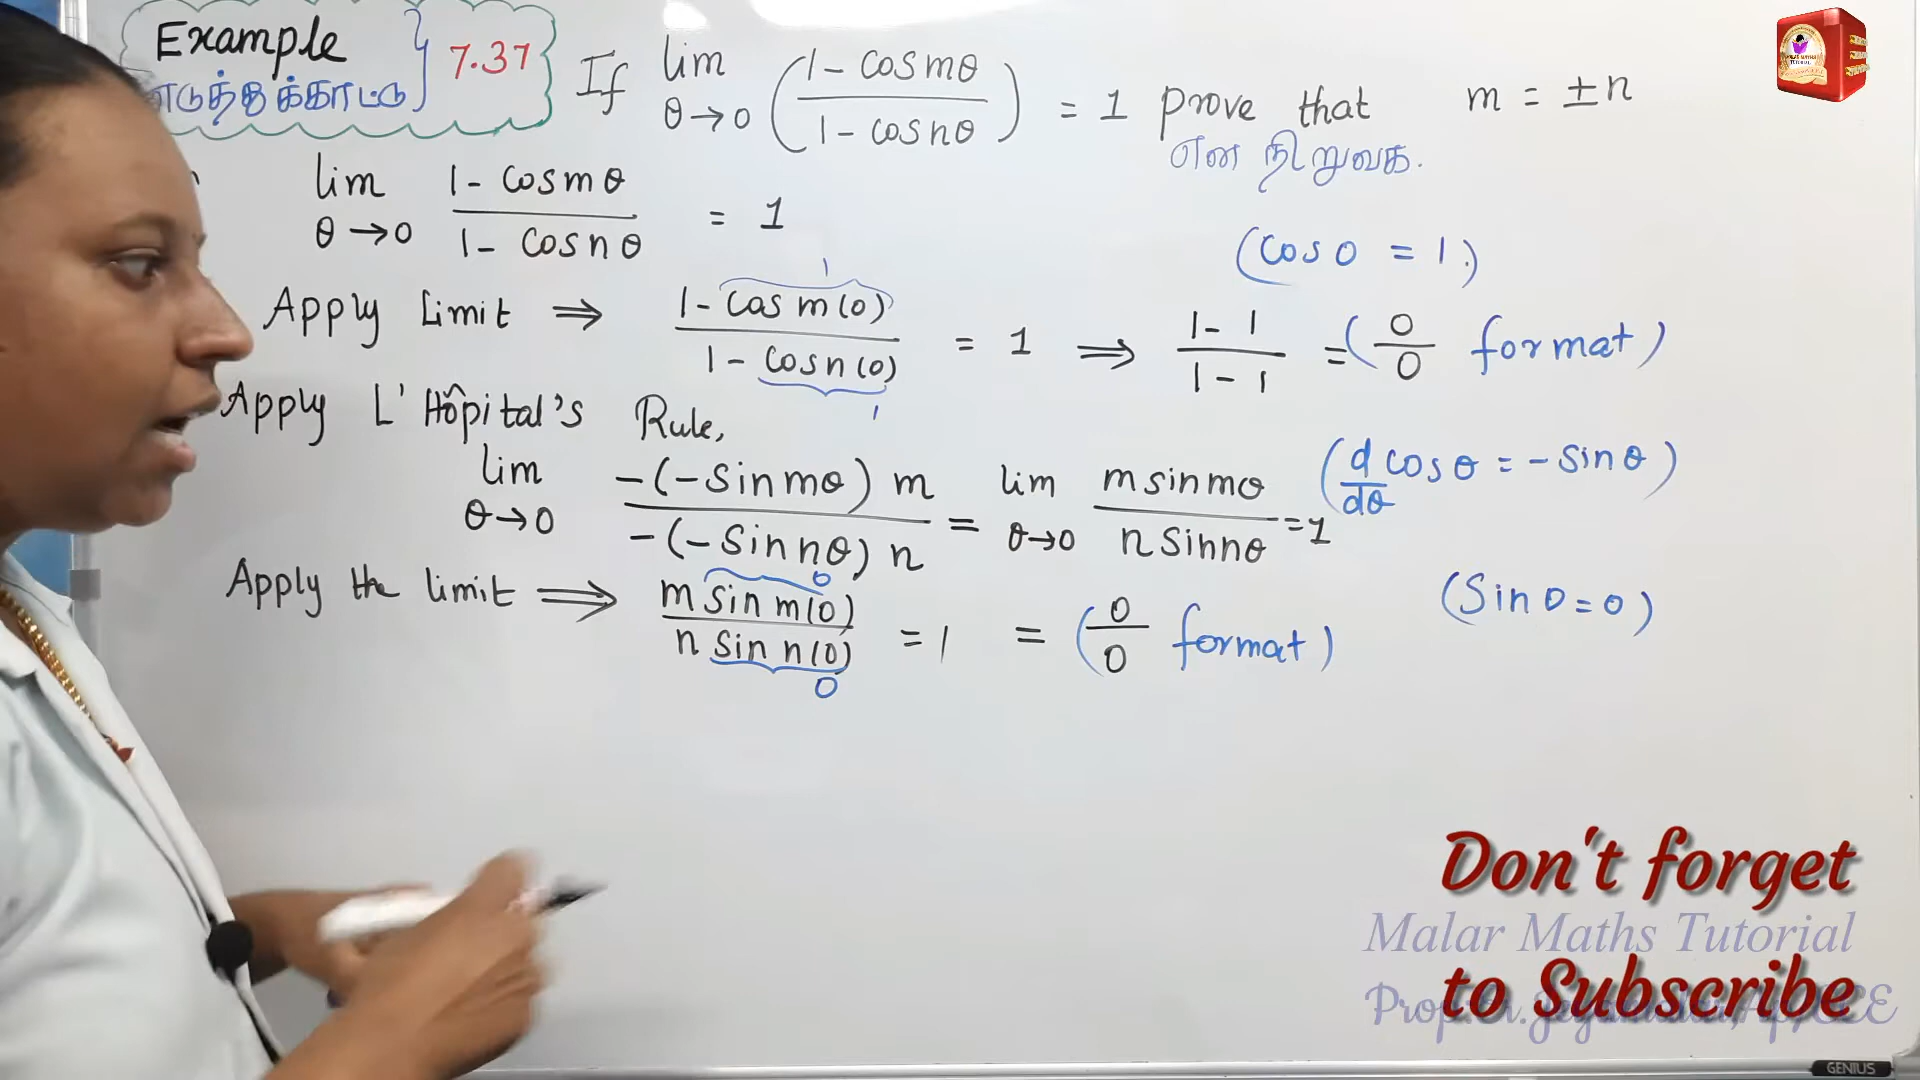 Example 7.37 If lim θ→0 (1 - cos mθ / 1 - cos nθ) = 1 prove that m = ±n
எடுத்துக்காட்டு
என நிறுவுக.
lim θ→0 1 - cos mθ / 1 - cos nθ = 1
(cos 0 = 1)
Apply limit ⇒ 1 - cos m(0) / 1 - cos n(0) = 1 ⇒ 1 - 1 / 1 - 1 = (0/0 format)
1
1
Apply L'Hôpital's Rule,
lim θ→0 -(-sin mθ) m / -(-sin nθ) n = lim θ→0 m sin mθ / n sin nθ = 1
(d/dθ cos θ = - sin θ)
Apply the limit ⟹ m sin m(0) / n sin n(0) = 1 = (0/0 format)
0
0
(Sin 0 = 0)
Don't forget
Malar Maths Tutorial
to Subscribe
GENIUS